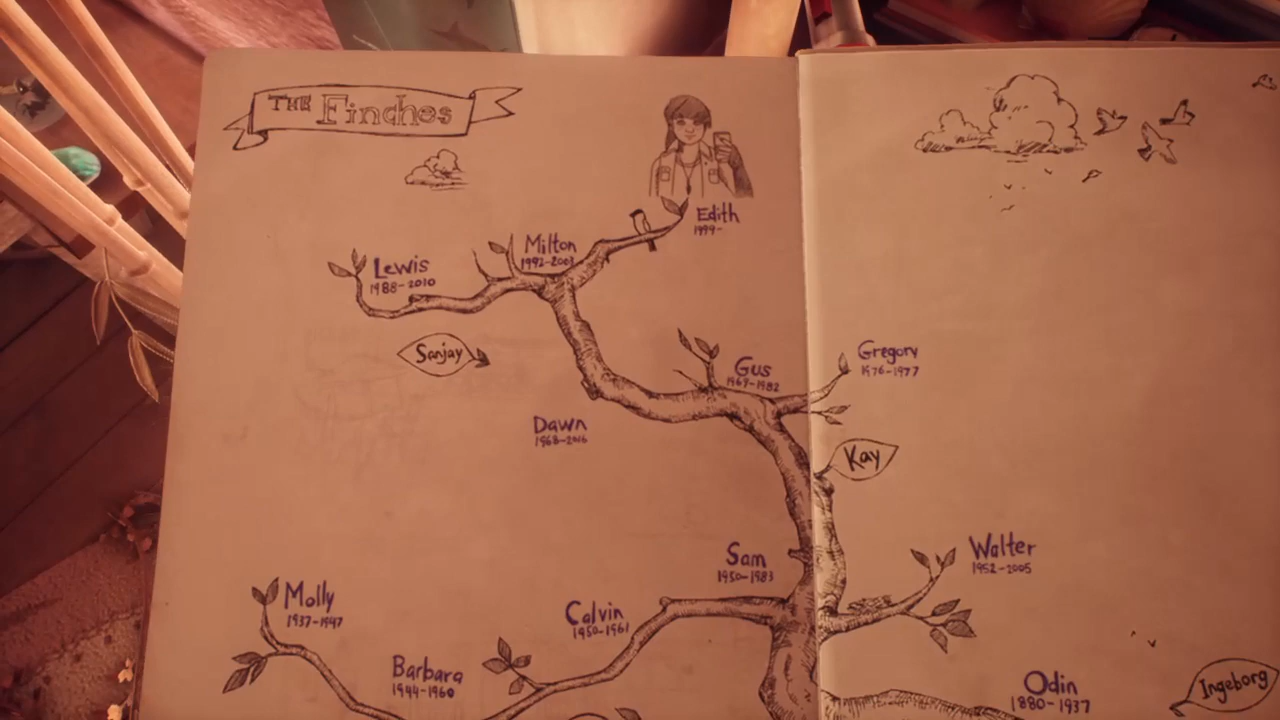 THE Finches
Edith
1999-
Milton
1992-2003
Lewis
1988-2010
Sanjay
Gregory
1976-1977
Gus
1969-1982
Dawn
1968-2016
Kay
Walter
1952-2005
Sam
1950-1983
Molly
1937-1947
Calvin
1950-1961
Barbara
1944-1960
Odin
1880-1937
Ingeborg